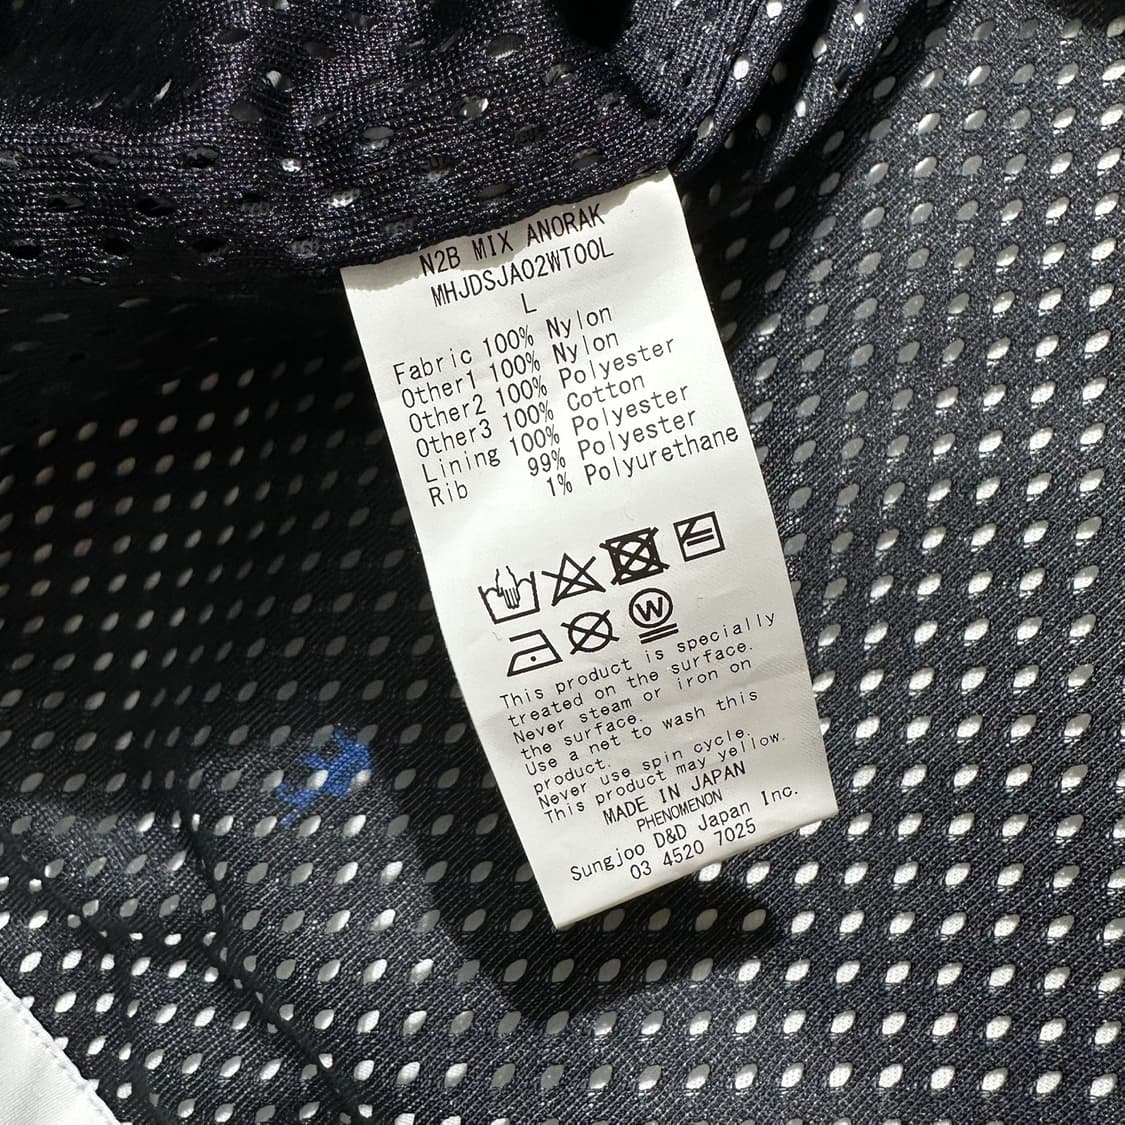 N2B MIX ANORAK
MHJDSJA02WT00L
L
Fabric 100% Nylon
Other1 100% Nylon
Other2 100% Polyester
Other3 100% Cotton
Lining 100% Polyester
Rib 99% Polyester
1% Polyurethane
W
This product is specially
treated on the surface.
Never steam or iron on
the surface.
Use a net to wash this
product.
Never use spin cycle.
This product may yellow.
MADE IN JAPAN
PHENOMENON
Sungjoo D&D Japan Inc.
03 4520 7025